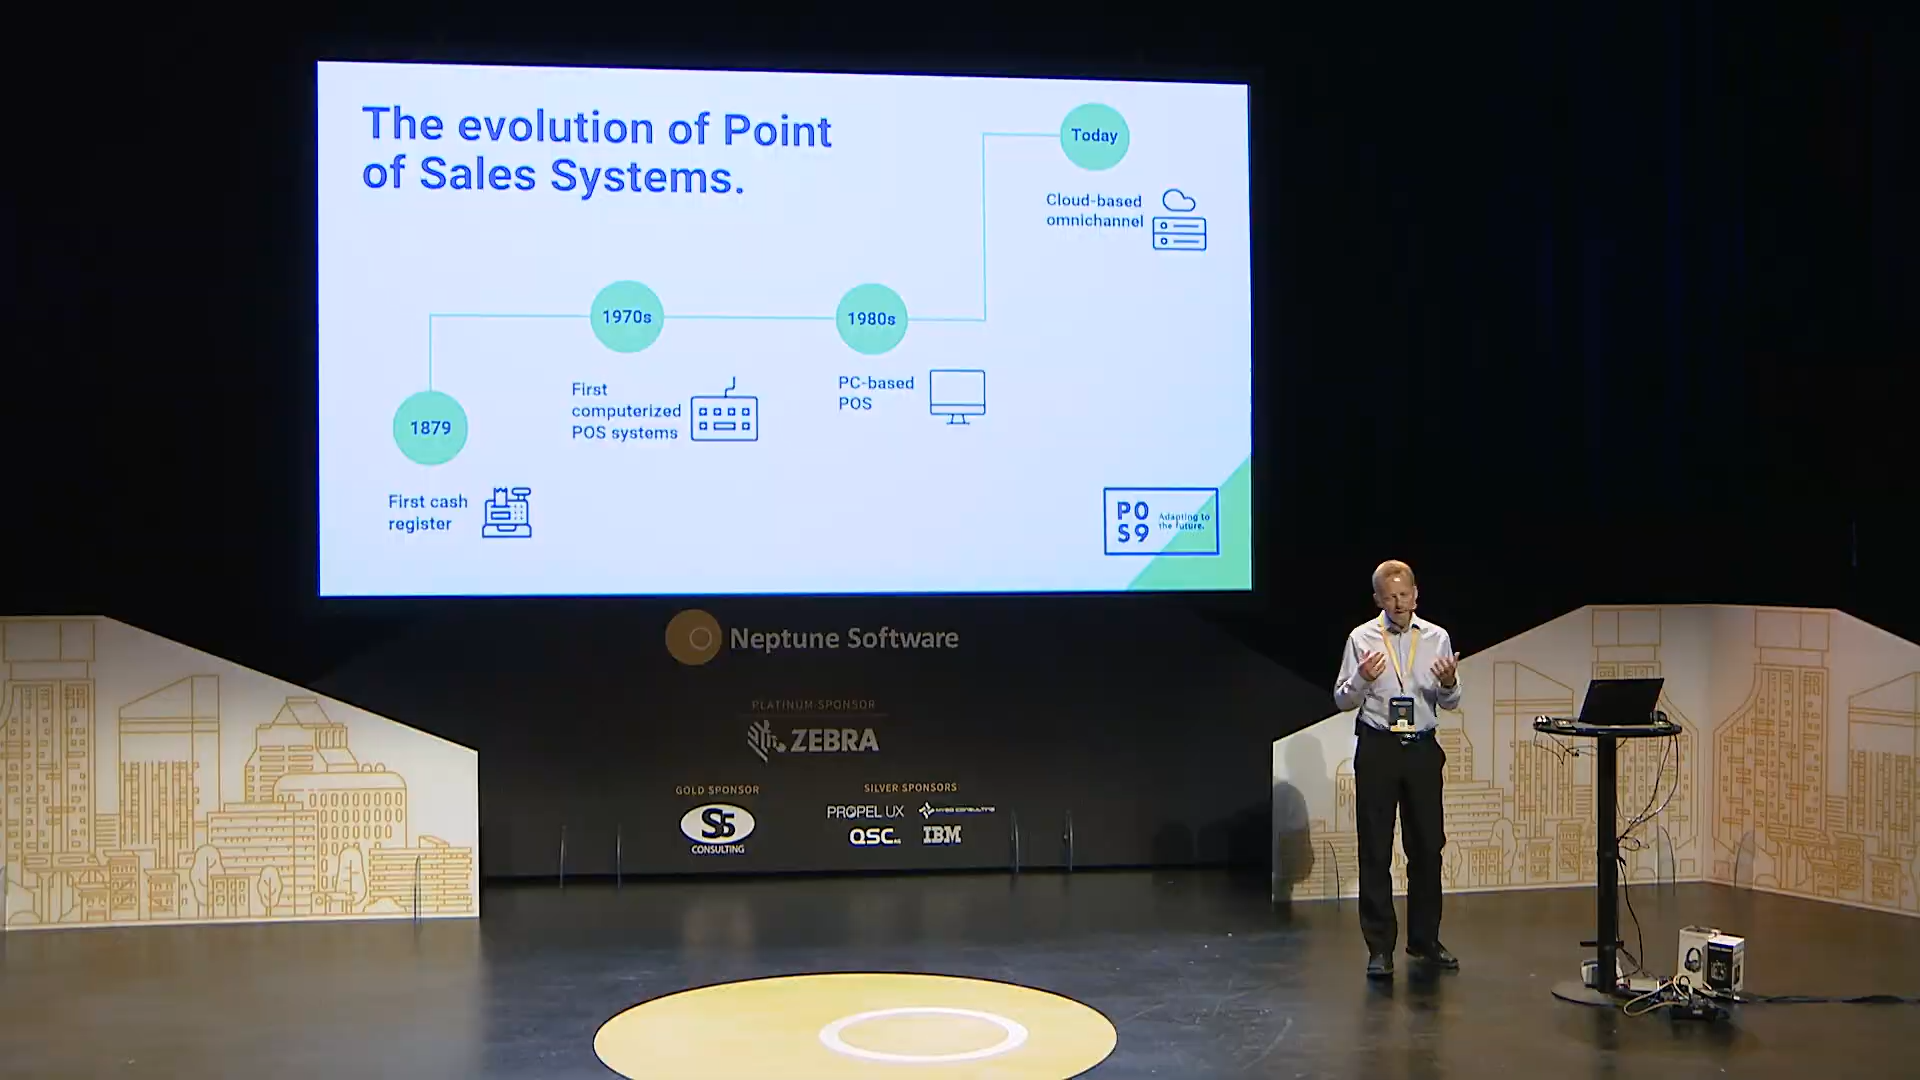 The evolution of Point
of Sales Systems.
Today
Cloud-based
omnichannel
1970s
1980s
First
computerized
POS systems
PC-based
POS
1879
First cash
register
PO
S9
Adapting to
the future.
Neptune Software
PLATINUM SPONSOR
ZEBRA
GOLD SPONSOR
S5
CONSULTING
SILVER SPONSORS
PROPEL UX
QSC AG
IBM